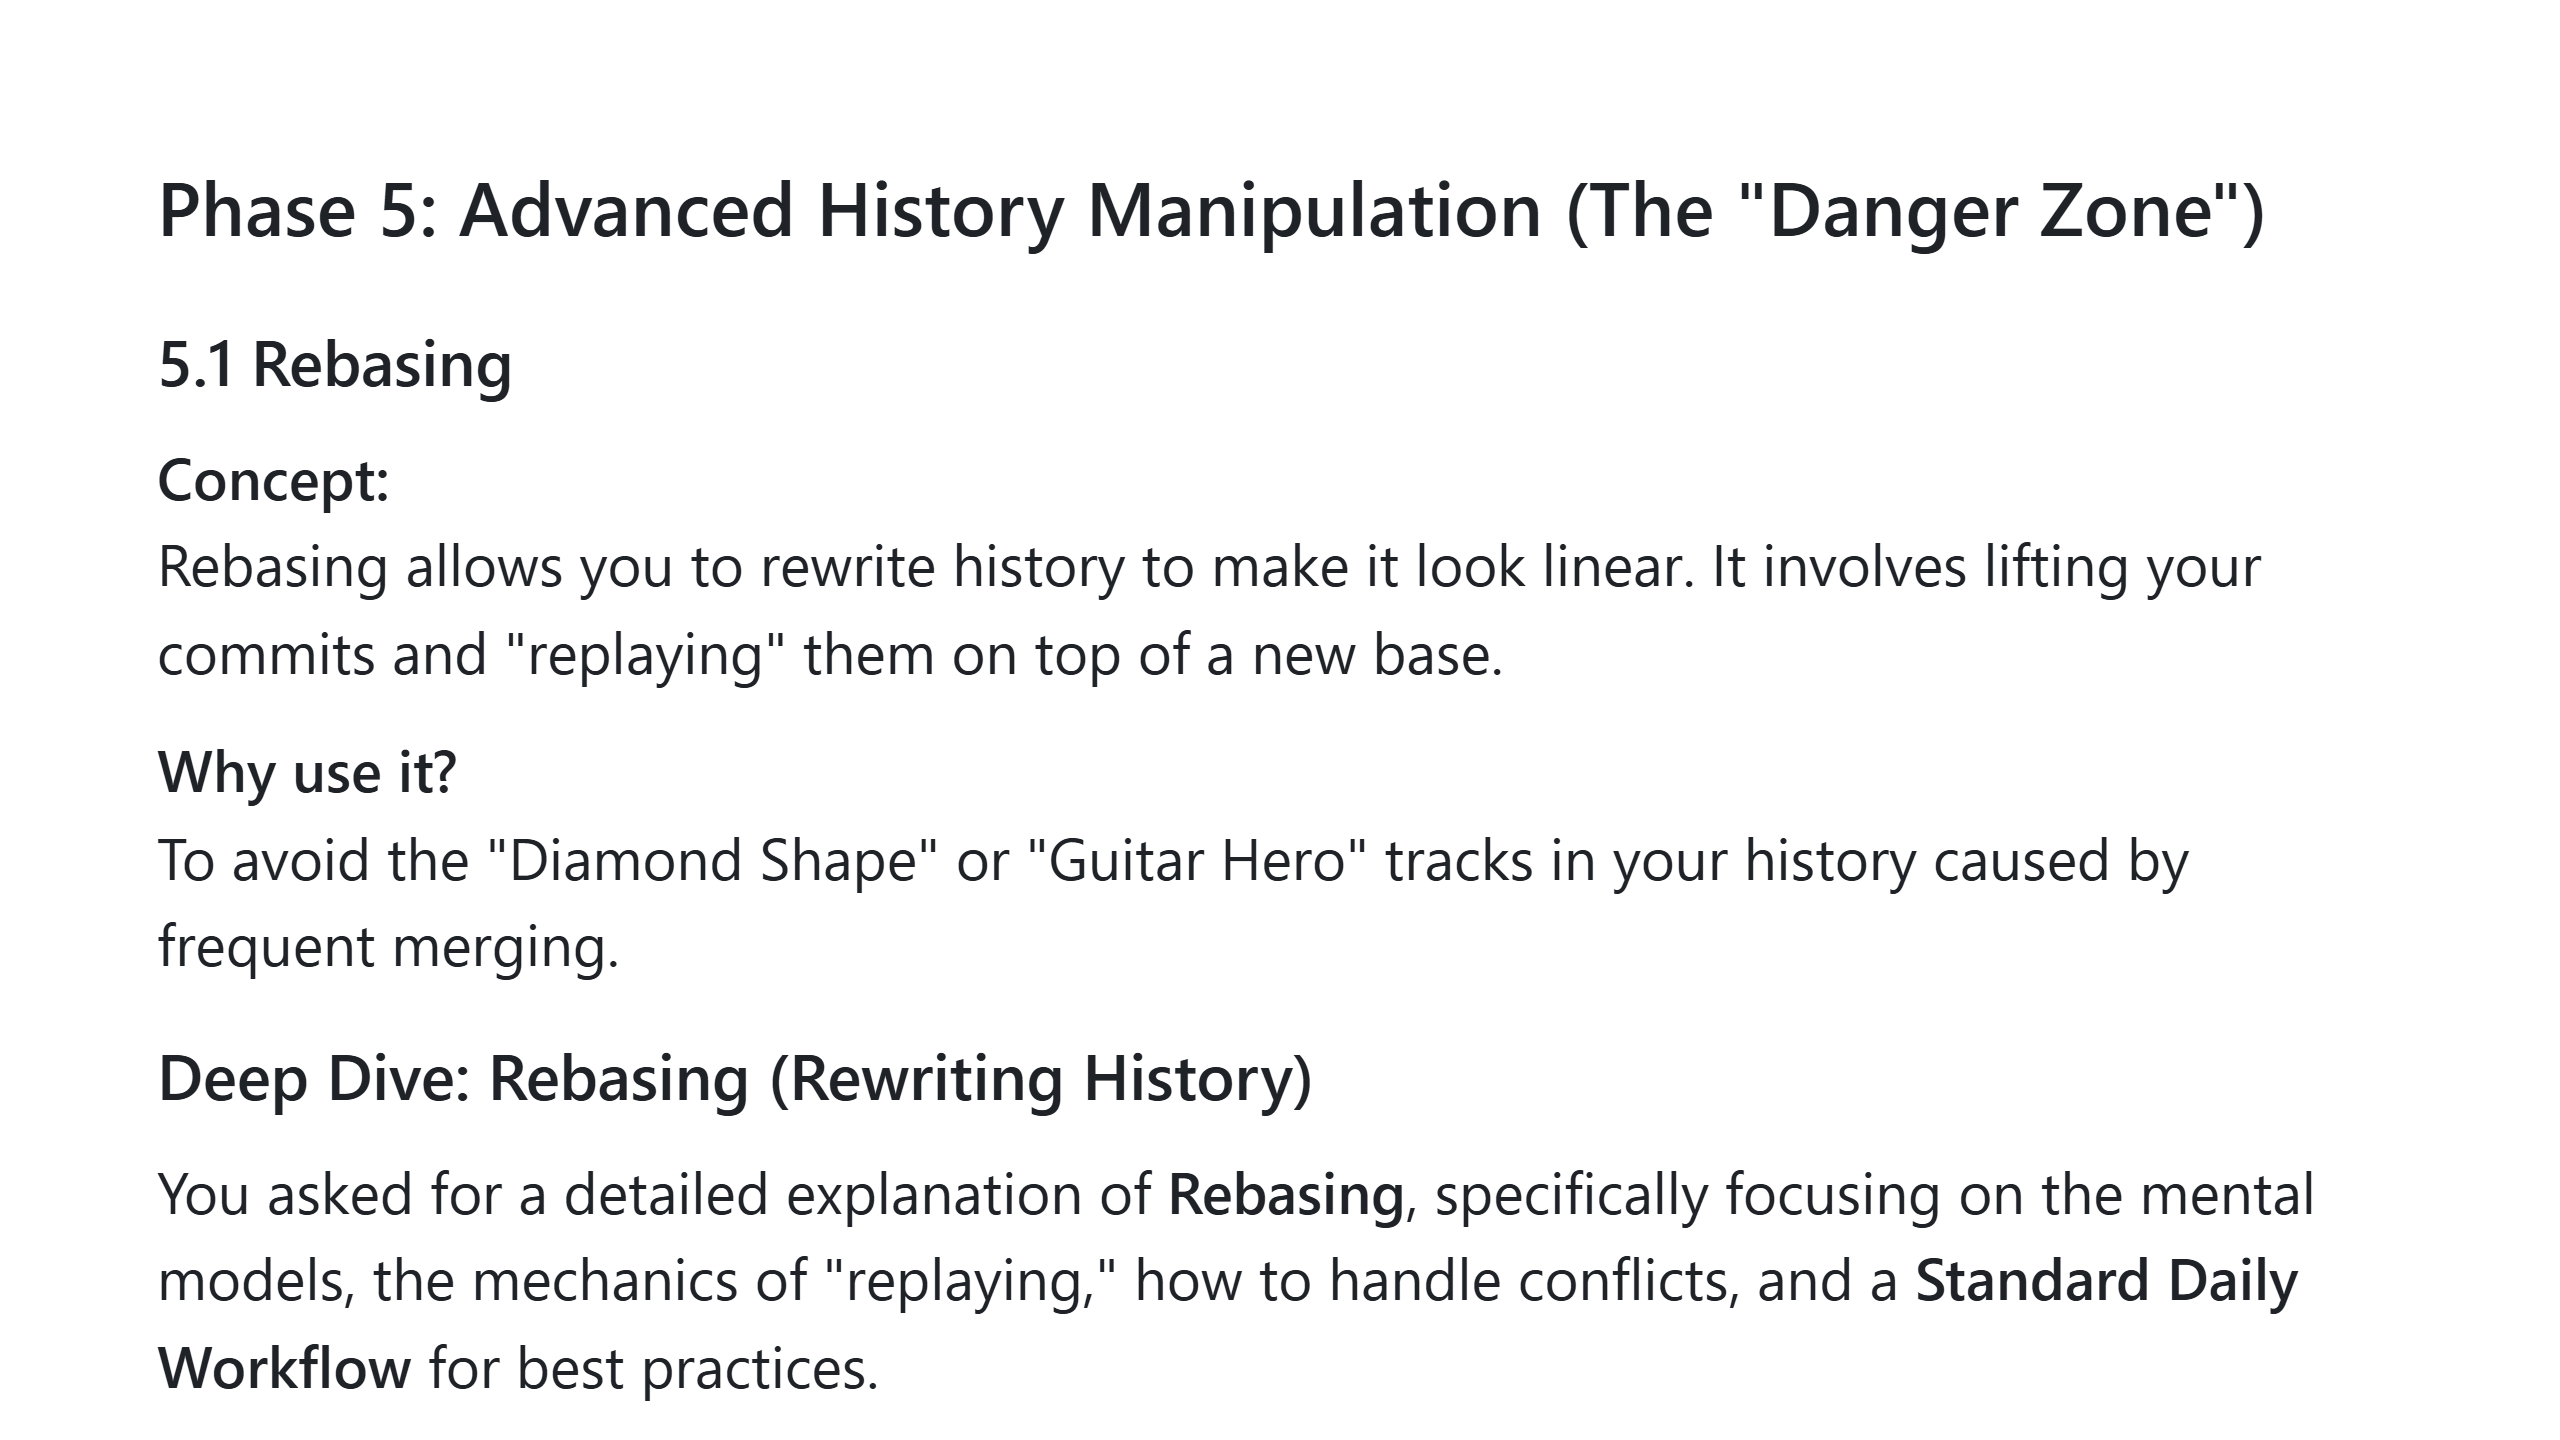 Phase 5: Advanced History Manipulation (The "Danger Zone")
5.1 Rebasing
Concept:
Rebasing allows you to rewrite history to make it look linear. It involves lifting your
commits and "replaying" them on top of a new base.
Why use it?
To avoid the "Diamond Shape" or "Guitar Hero" tracks in your history caused by
frequent merging.
Deep Dive: Rebasing (Rewriting History)
You asked for a detailed explanation of Rebasing, specifically focusing on the mental
models, the mechanics of "replaying," how to handle conflicts, and a Standard Daily
Workflow for best practices.